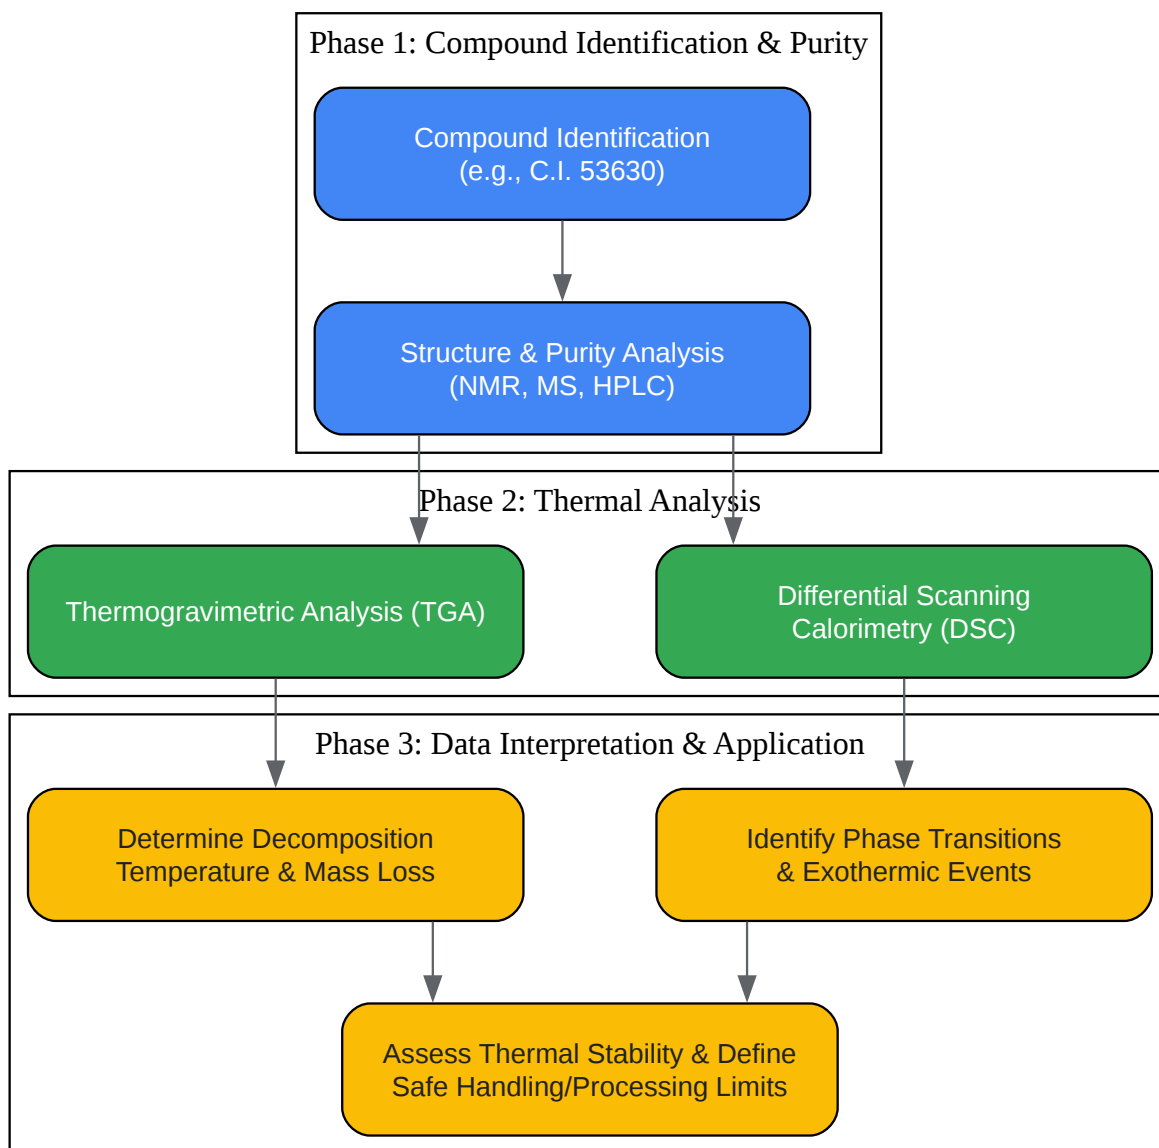 Phase 1: Compound Identification & Purity
Compound Identification
(e.g., C.I. 53630)
Structure & Purity Analysis
(NMR, MS, HPLC)
Phase 2: Thermal Analysis
Thermogravimetric Analysis (TGA)
Differential Scanning
Calorimetry (DSC)
Phase 3: Data Interpretation & Application
Determine Decomposition
Temperature & Mass Loss
Identify Phase Transitions
& Exothermic Events
Assess Thermal Stability & Define
Safe Handling/Processing Limits